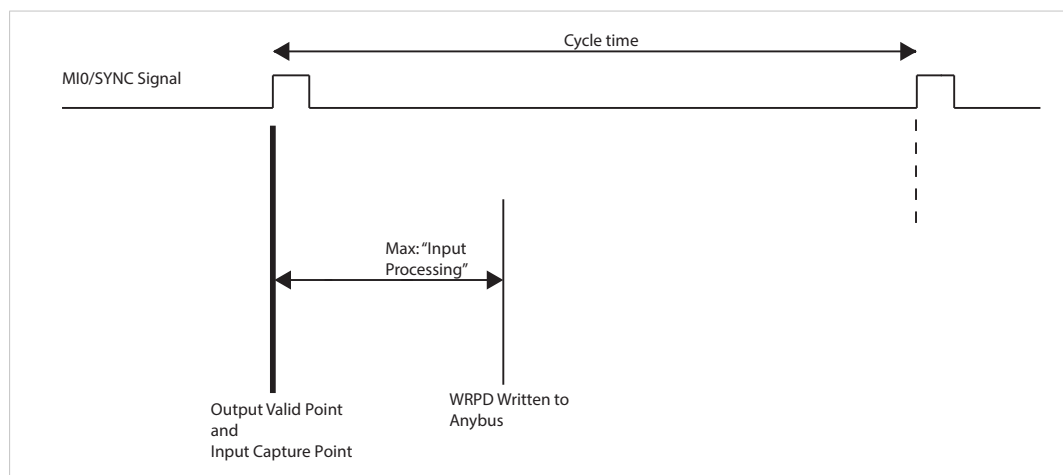 Cycle time
MI0/SYNC Signal
Max: “Input
Processing”
Output Valid Point
and
Input Capture Point
WRPD Written to
Anybus